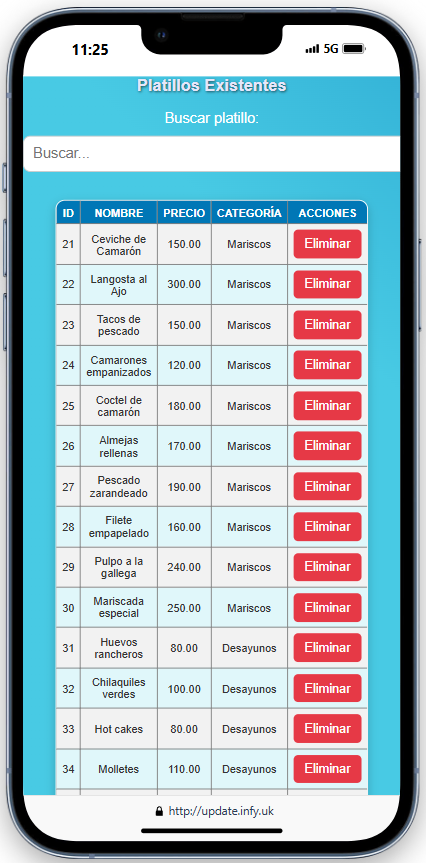 11:25
5G
Platillos Existentes
Buscar platillo:
Buscar...
ID NOMBRE PRECIO CATEGORÍA ACCIONES
21 Ceviche de Camarón 150.00 Mariscos Eliminar
22 Langosta al Ajo 300.00 Mariscos Eliminar
23 Tacos de pescado 150.00 Mariscos Eliminar
24 Camarones empanizados 120.00 Mariscos Eliminar
25 Coctel de camarón 180.00 Mariscos Eliminar
26 Almejas rellenas 170.00 Mariscos Eliminar
27 Pescado zarandeado 190.00 Mariscos Eliminar
28 Filete empapelado 160.00 Mariscos Eliminar
29 Pulpo a la gallega 240.00 Mariscos Eliminar
30 Mariscada especial 250.00 Mariscos Eliminar
31 Huevos rancheros 80.00 Desayunos Eliminar
32 Chilaquiles verdes 100.00 Desayunos Eliminar
33 Hot cakes 80.00 Desayunos Eliminar
34 Molletes 110.00 Desayunos Eliminar
http://update.infy.uk